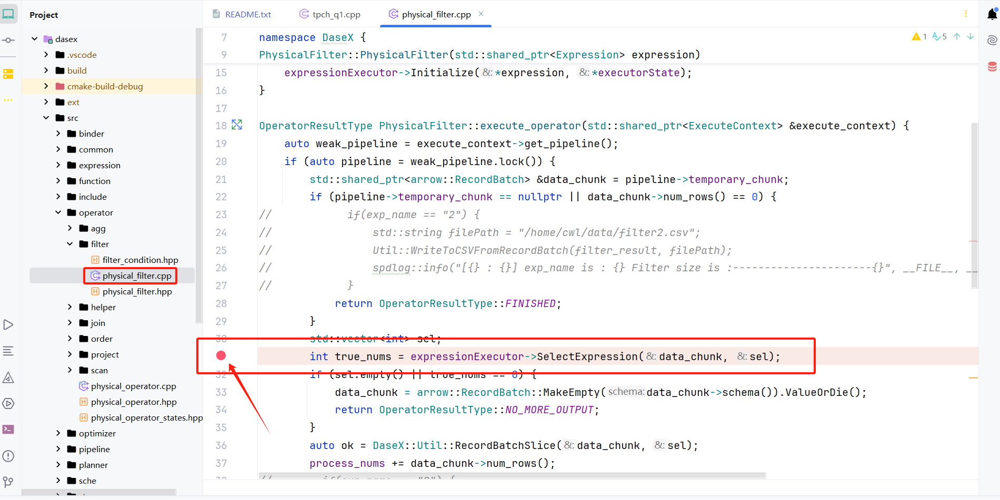 Project
dasex
.vscode
build
cmake-build-debug
ext
src
binder
common
expression
function
include
operator
agg
filter
filter_condition.hpp
physical_filter.cpp
physical_filter.hpp
helper
join
order
project
scan
physical_operator.cpp
physical_operator.hpp
physical_operator_states.hpp
optimizer
pipeline
planner
sche
README.txt
tpch_q1.cpp
physical_filter.cpp
1 5
7 namespace DaseX {
9 PhysicalFilter::PhysicalFilter(std::shared_ptr<Expression> expression)
15 expressionExecutor->Initialize( &: *expression, &: *executorState);
16 }
17
18 OperatorResultType PhysicalFilter::execute_operator(std::shared_ptr<ExecuteContext> &execute_context) {
19 auto weak_pipeline = execute_context->get_pipeline();
20 if (auto pipeline = weak_pipeline.lock()) {
21 std::shared_ptr<arrow::RecordBatch> &data_chunk = pipeline->temporary_chunk;
22 if (pipeline->temporary_chunk == nullptr || data_chunk->num_rows() == 0) {
23 // if(exp_name == "2") {
24 // std::string filePath = "/home/cwl/data/filter2.csv";
25 // Util::WriteToCSVFromRecordBatch(filter_result, filePath);
26 // spdlog::info("[{} : {}] exp_name is : {} Filter size is :----------------------{}", __FILE__, __
27 // }
28 return OperatorResultType::FINISHED;
29 }
30 std::vector<int> sel;
int true_nums = expressionExecutor->SelectExpression( &: data_chunk, &: sel);
32 if (sel.empty() || true_nums == 0) {
33 data_chunk = arrow::RecordBatch::MakeEmpty( schema: data_chunk->schema()).ValueOrDie();
34 return OperatorResultType::NO_MORE_OUTPUT;
35 }
36 auto ok = DaseX::Util::RecordBatchSlice( &: data_chunk, &: sel);
37 process_nums += data_chunk->num_rows();